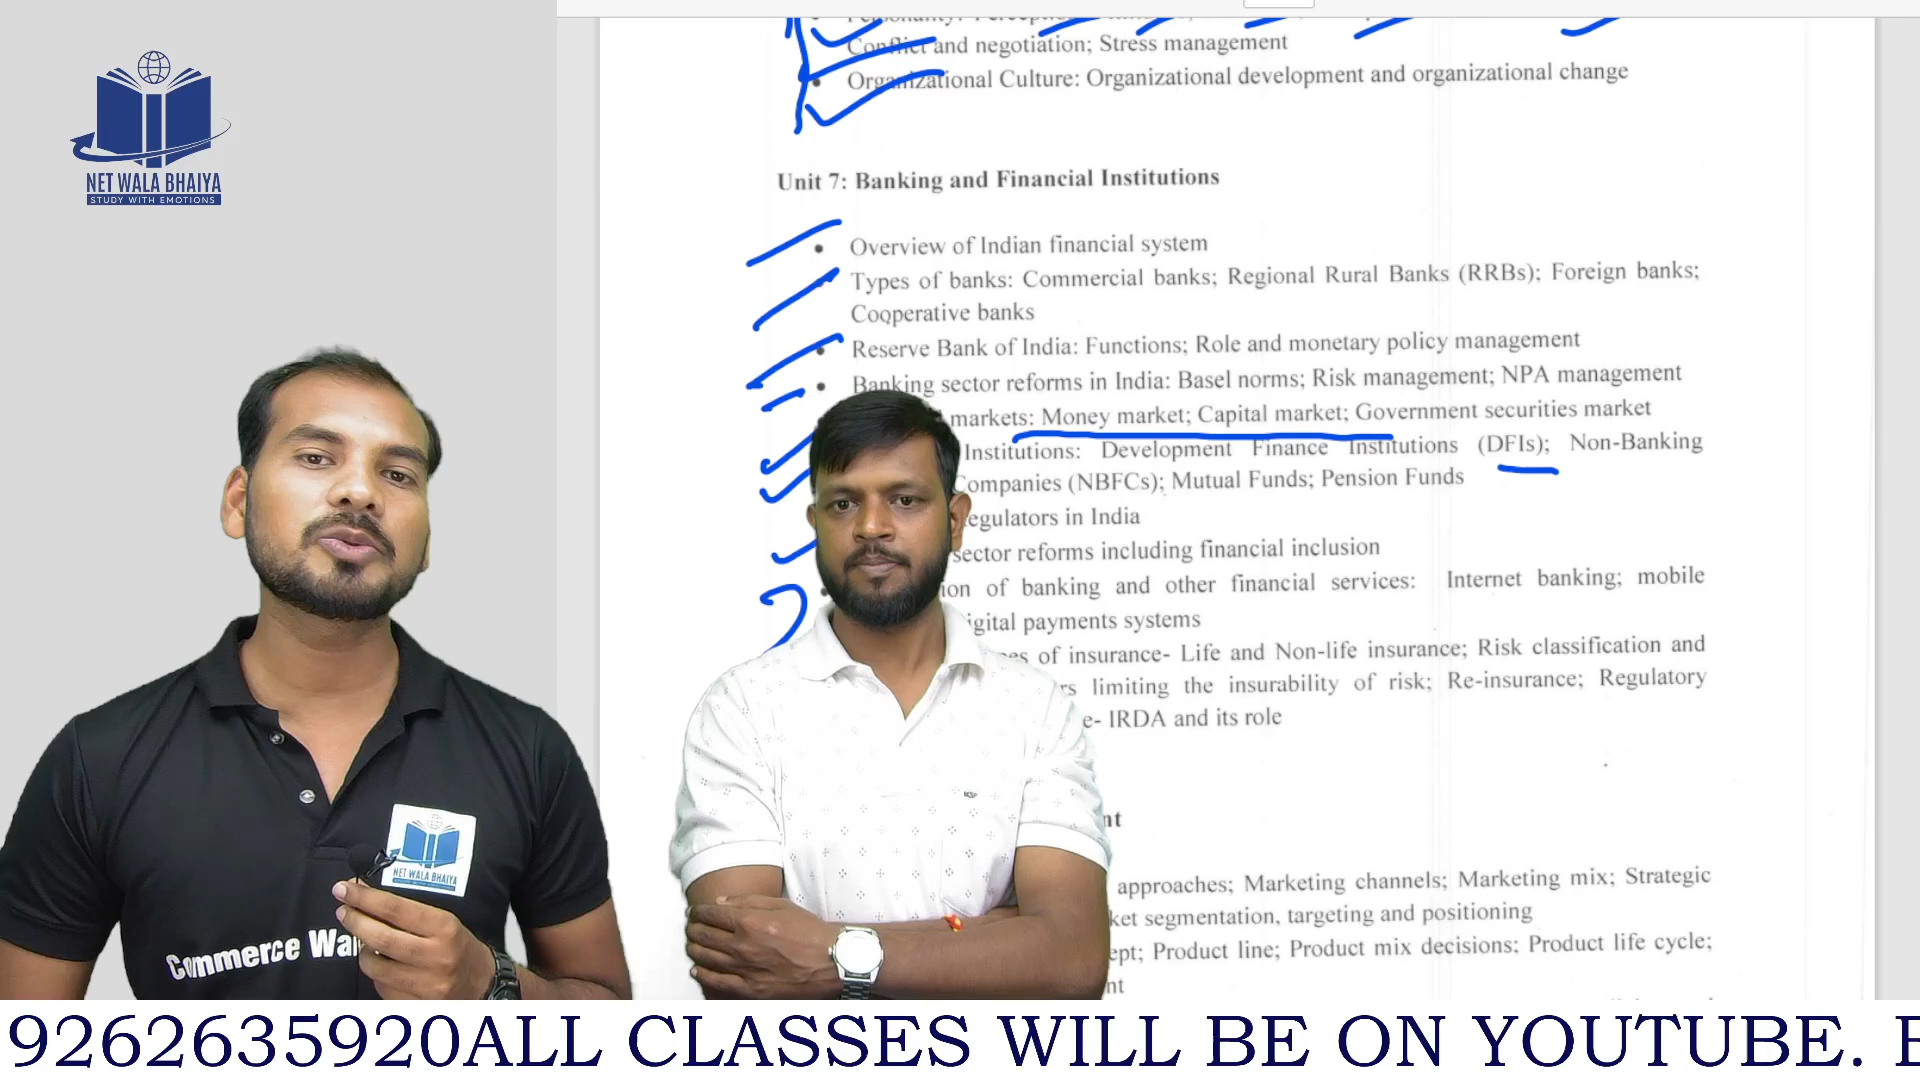 NET WALA BHAIYA
STUDY WITH EMOTIONS
Conflict and negotiation; Stress management
Organizational Culture: Organizational development and organizational change
Unit 7: Banking and Financial Institutions
Overview of Indian financial system
Types of banks: Commercial banks; Regional Rural Banks (RRBs); Foreign banks;
Cooperative banks
Reserve Bank of India: Functions; Role and monetary policy management
Banking sector reforms in India: Basel norms; Risk management; NPA management
markets: Money market; Capital market; Government securities market
Institutions: Development Finance Institutions (DFIs); Non-Banking
Companies (NBFCs); Mutual Funds; Pension Funds
egulators in India
sector reforms including financial inclusion
ion of banking and other financial services: Internet banking; mobile
igital payments systems
es of insurance- Life and Non-life insurance; Risk classification and
rs limiting the insurability of risk; Re-insurance; Regulatory
e- IRDA and its role
nt
approaches; Marketing channels; Marketing mix; Strategic
ket segmentation, targeting and positioning
ept; Product line; Product mix decisions; Product life cycle;
nt
NET WALA BHAIYA
Commerce Wal
9262635920ALL CLASSES WILL BE ON YOUTUBE.